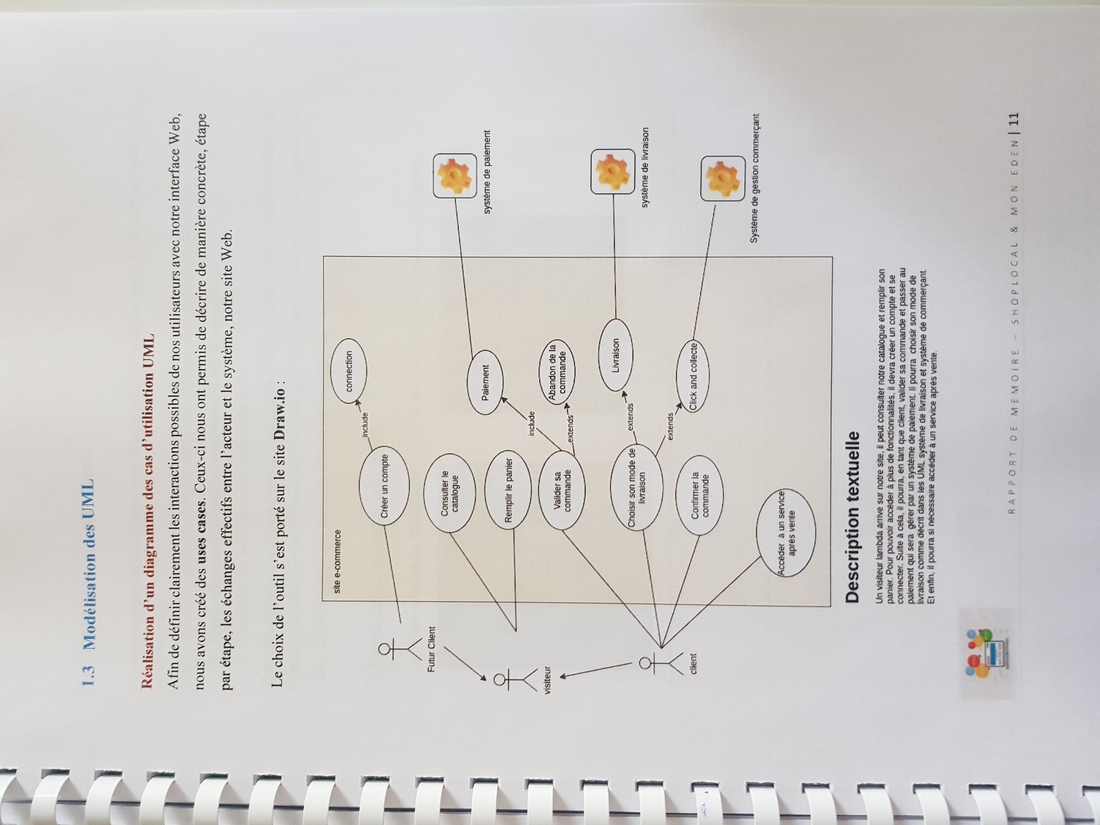 1.3 Modélisation des UML
Réalisation d'un diagramme des cas d'utilisation UML
Afin de définir clairement les interactions possibles de nos utilisateurs avec notre interface Web,
nous avons créé des uses cases. Ceux-ci nous ont permis de décrire de manière concrète, étape
par étape, les échanges effectifs entre l'acteur et le système, notre site Web.
Le choix de l'outil s'est porté sur le site Draw.io :
site e-commerce
connection
include
Créer un compte
Futur Client
Consulter le
catalogue
Paiement
système de paiement
Remplir le panier
include
visiteur
Valider sa
commande
extends
Abandon de la
commande
Choisir son mode de
livraison
extends
Livraison
système de livraison
extends
client
Confirmer la
commande
Click and collecte
Système de gestion commerçant
Accéder à un service
après vente
Description textuelle
Un visiteur lambda arrive sur notre site, il peut consulter notre catalogue et remplir son
panier. Pour pouvoir accéder à plus de fonctionnalités, il devra créer un compte et se
connecter. Suite à cela, il pourra, en tant que client, valider sa commande et passer au
paiement qui sera gérer par un système de paiement. Il pourra choisir son mode de
livraison comme décrit dans les UML système de livraison et système de commerçant.
Et enfin, il pourra si nécessaire accéder à un service après vente.
RAPPORT DE MEMOIRE – SHOPLOCAL & MON EDEN | 11